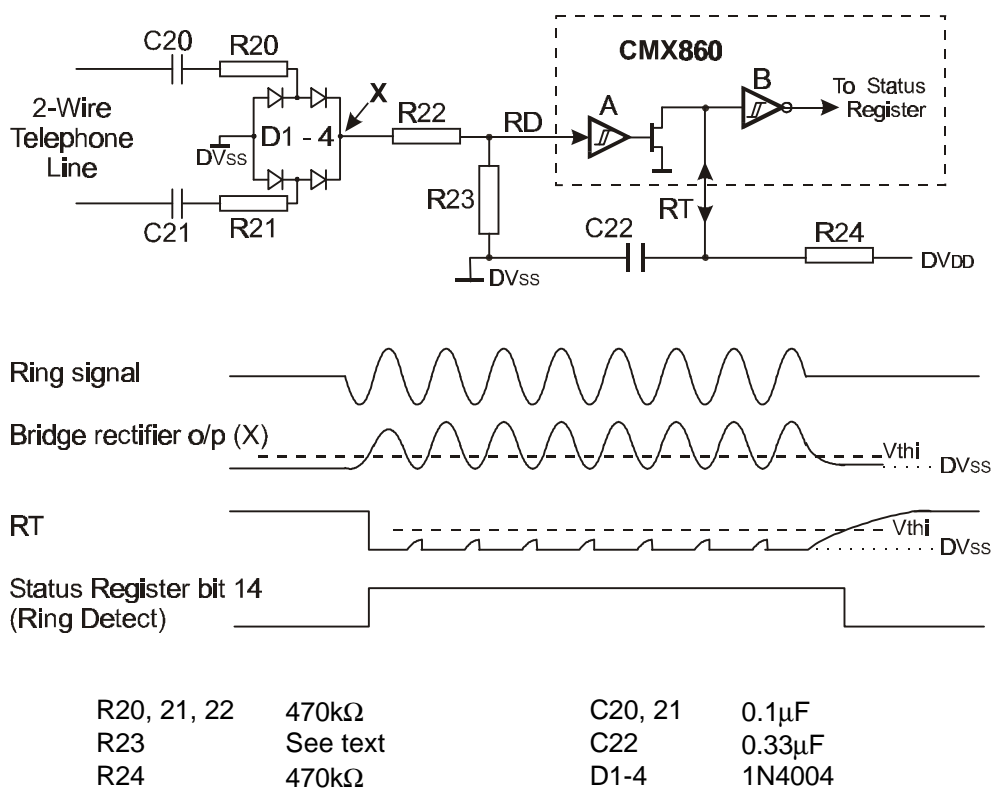 C20
R20
CMX860
X
2-Wire
Telephone
Line
DVSS
D1 - 4
R22
RD
A
B
To Status
Register
C21
R21
R23
C22
RT
R24
DVSS
DVDD
Ring signal
Bridge rectifier o/p (X)
Vthi
DVSS
RT
Vthi
DVSS
Status Register bit 14
(Ring Detect)
R20, 21, 22 470kΩ C20, 21 0.1μF
R23 See text C22 0.33μF
R24 470kΩ D1-4 1N4004